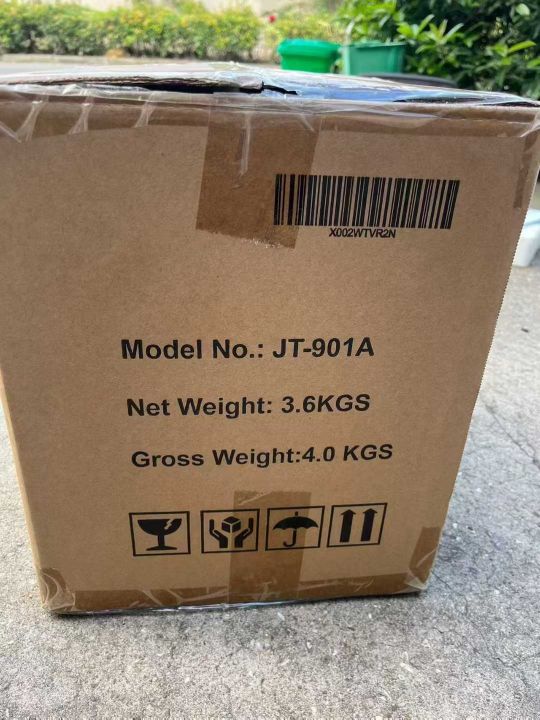 X002WTVR2N
Model No.: JT-901A
Net Weight: 3.6KGS
Gross Weight:4.0 KGS